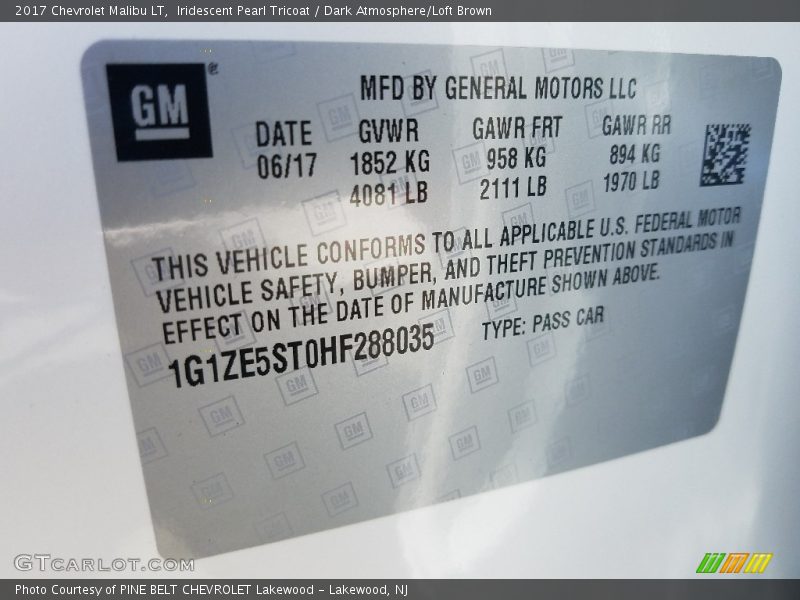 2017 Chevrolet Malibu LT,  Iridescent Pearl Tricoat / Dark Atmosphere/Loft Brown
GM
MFD BY GENERAL MOTORS LLC
DATE GVWR GAWR FRT GAWR RR
06/17 1852 KG 958 KG 894 KG
4081 LB 2111 LB 1970 LB
THIS VEHICLE CONFORMS TO ALL APPLICABLE U.S. FEDERAL MOTOR
VEHICLE SAFETY, BUMPER, AND THEFT PREVENTION STANDARDS IN
EFFECT ON THE DATE OF MANUFACTURE SHOWN ABOVE.
1G1ZE5ST0HF288035 TYPE: PASS CAR
GTCARLOT.COM
Photo Courtesy of PINE BELT CHEVROLET Lakewood - Lakewood, NJ